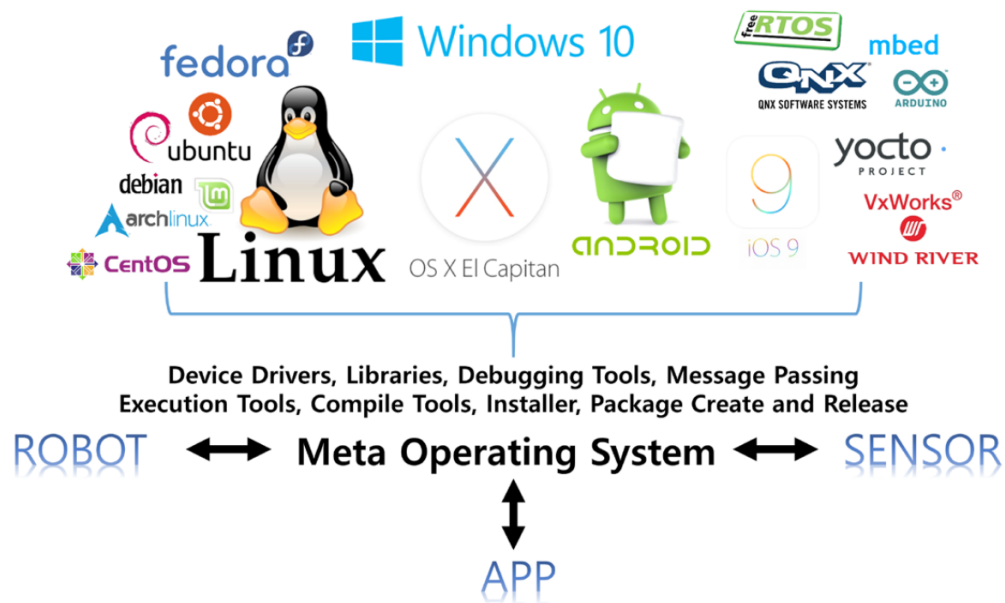 fedora
Windows 10
free RTOS
mbed
QNX
QNX SOFTWARE SYSTEMS
ARDUINO
ubuntu
debian
lm
archlinux
CentOS
Linux
X
OS X El Capitan
ANDROID
9
iOS 9
yocto
PROJECT
VxWorks®
WIND RIVER
Device Drivers, Libraries, Debugging Tools, Message Passing
Execution Tools, Compile Tools, Installer, Package Create and Release
ROBOT
Meta Operating System
SENSOR
APP